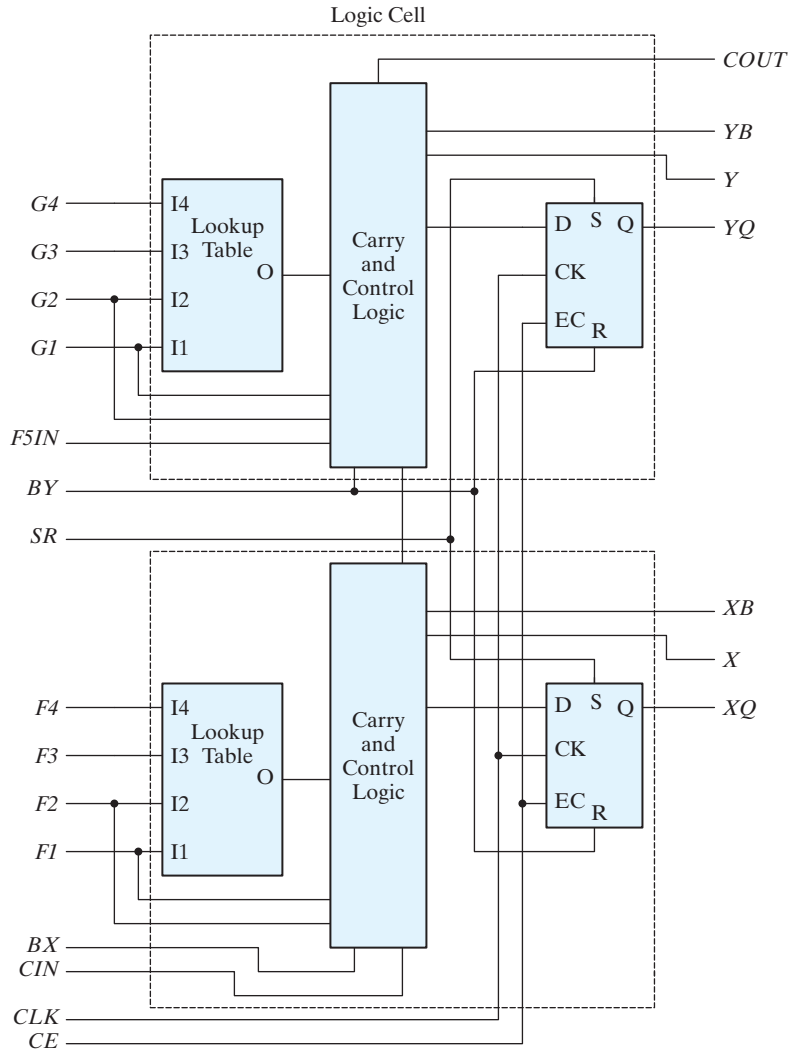 Logic Cell
COUT
YB
Y
YQ
G4
G3
G2
G1
F5IN
BY
SR
I4
I3
I2
I1
Lookup
Table
O
Carry
and
Control
Logic
D
S
Q
CK
EC
R
XB
X
XQ
F4
F3
F2
F1
BX
CIN
CLK
CE
I4
I3
I2
I1
Lookup
Table
O
Carry
and
Control
Logic
D
S
Q
CK
EC
R